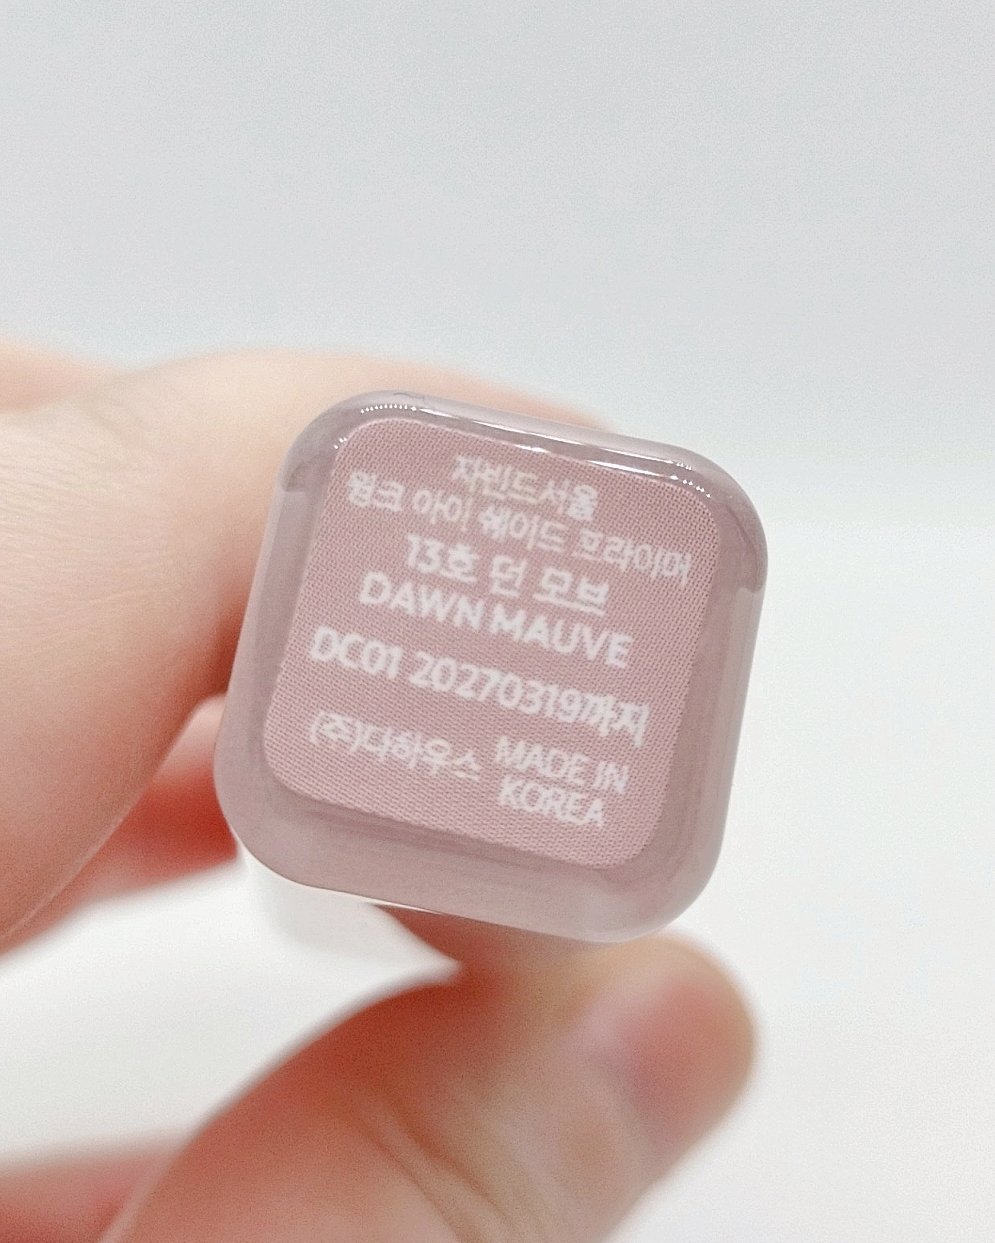 자빈드서울
윙크 아이 쉐이드 프라이머
13호 던 모브
DAWN MAUVE
DC01 20270319까지
(주)다하우스 MADE IN
KOREA